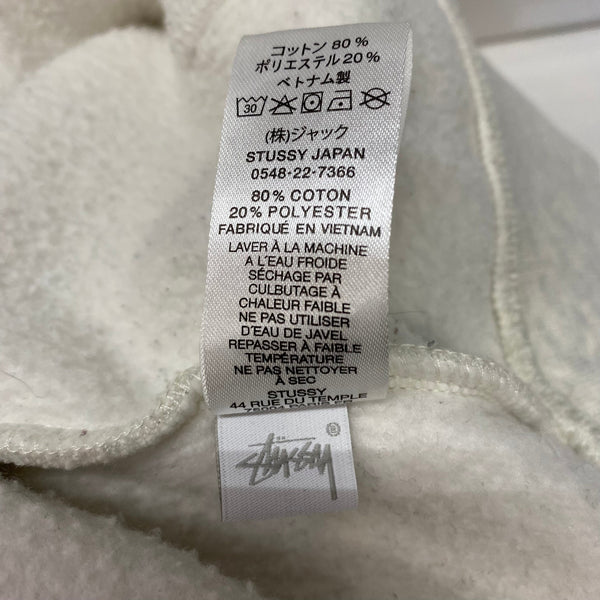 コットン 80%
ポリエステル 20%
ベトナム製
30
(株)ジャック
STUSSY JAPAN
0548-22-7366
80% COTON
20% POLYESTER
FABRIQUÉ EN VIETNAM
LAVER À LA MACHINE
A L'EAU FROIDE
SÉCHAGE PAR
CULBUTAGE À
CHALEUR FAIBLE
NE PAS UTILISER
D'EAU DE JAVEL
REPASSER À FAIBLE
TEMPÉRATURE
NE PAS NETTOYER
À SEC
STUSSY
44 RUE DU TEMPLE
Stüssy
®